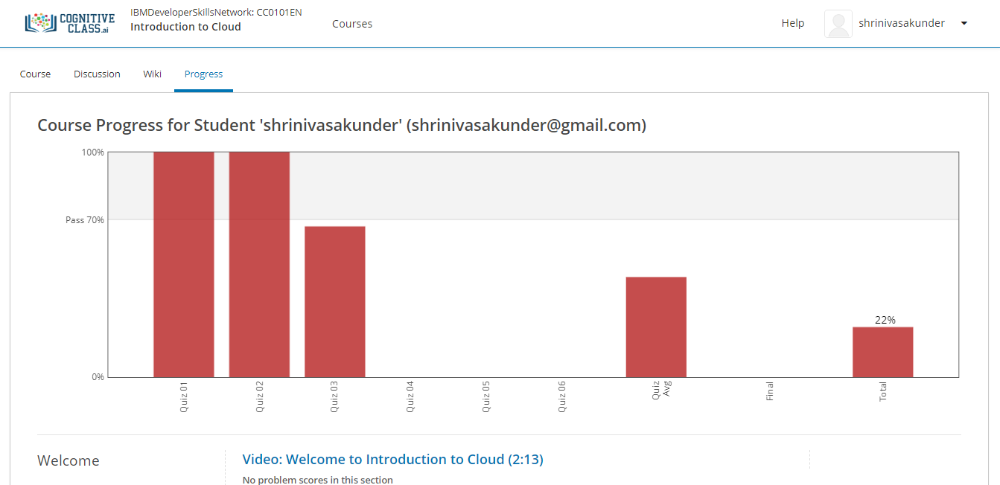 COGNITIVE
CLASS.ai
IBMDeveloperSkillsNetwork: CC0101EN
Introduction to Cloud
Courses
Help
shrinivasakunder
Course
Discussion
Wiki
Progress
Course Progress for Student 'shrinivasakunder' (shrinivasakunder@gmail.com)
100%
Pass 70%
0%
22%
Quiz 01
Quiz 02
Quiz 03
Quiz 04
Quiz 05
Quiz 06
Quiz
Avg
Final
Total
Welcome
Video: Welcome to Introduction to Cloud (2:13)
No problem scores in this section